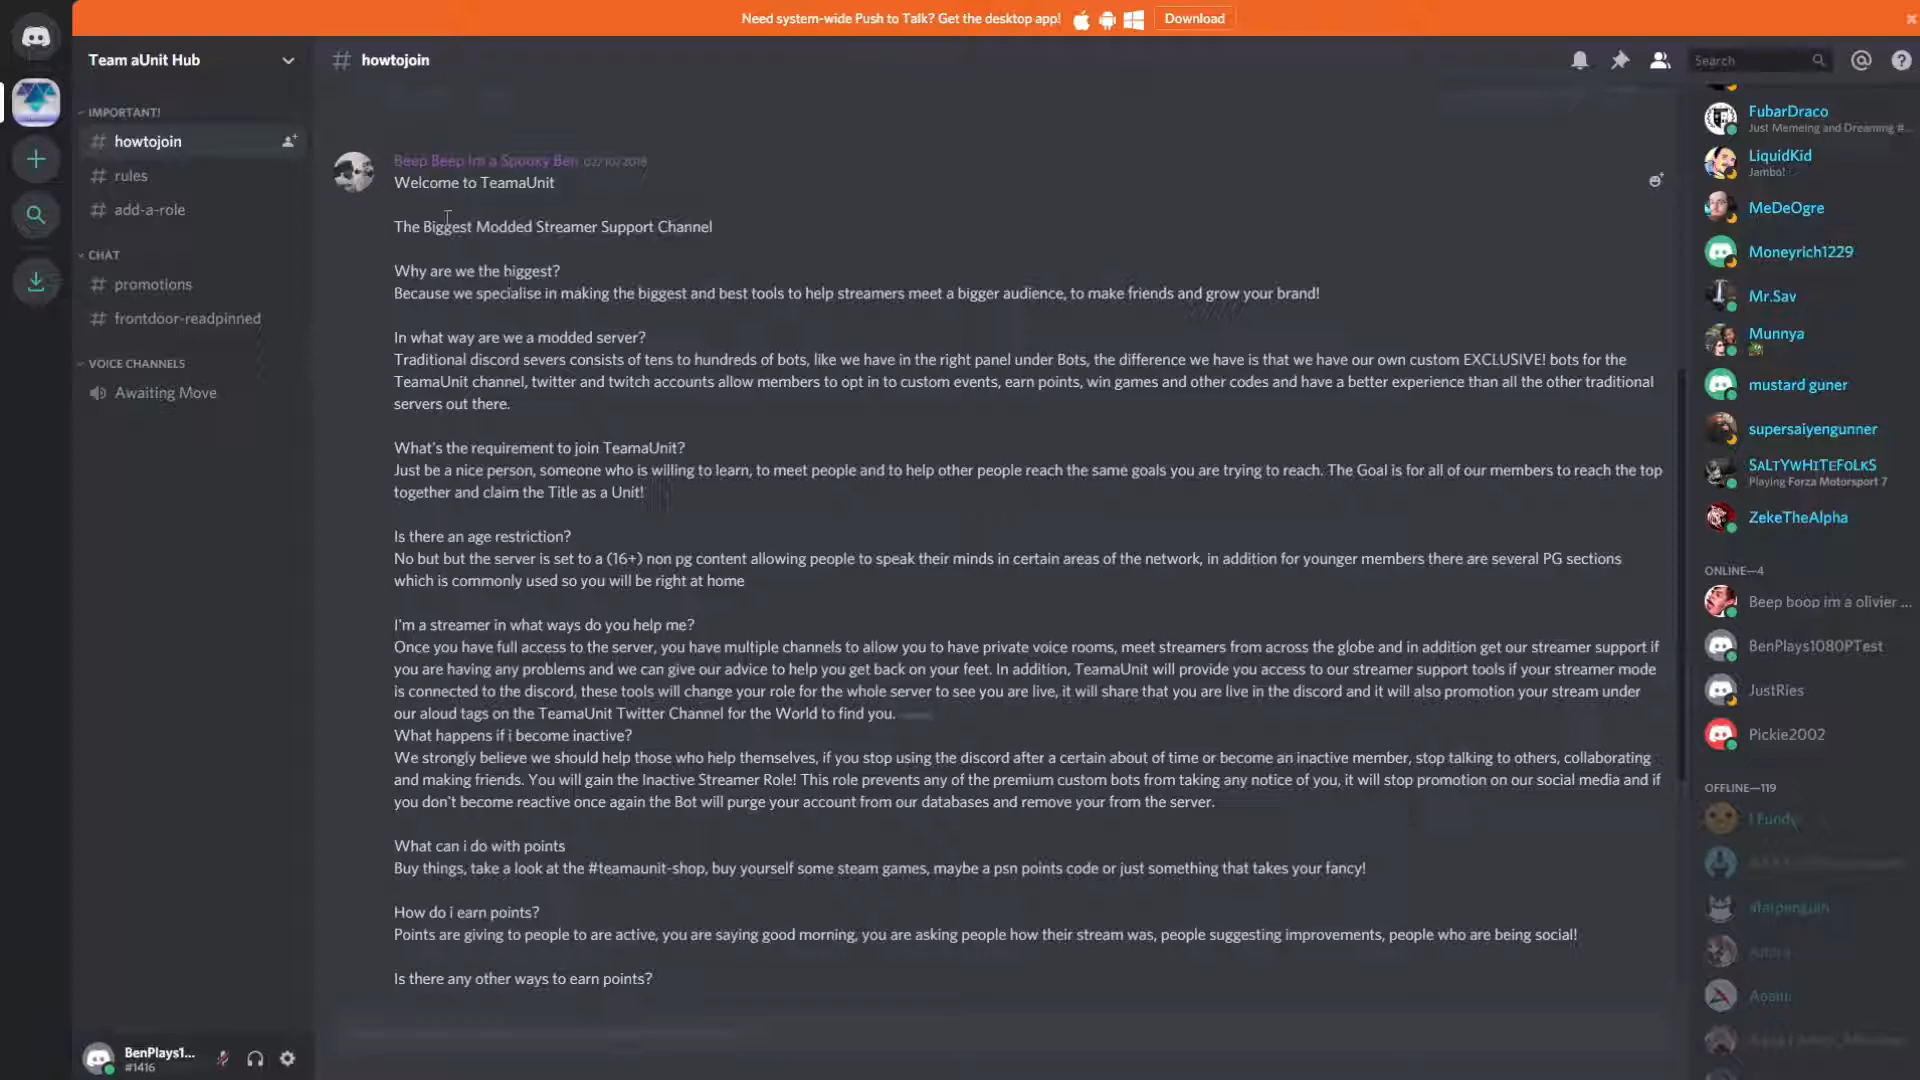 Need system-wide Push to Talk? Get the desktop app!
Download
Team aUnit Hub
IMPORTANT!
# howtojoin
# rules
# add-a-role
CHAT
# promotions
# frontdoor-readpinned
VOICE CHANNELS
Awaiting Move
BenPlays1...
#1416
# howtojoin
Search
Beep Beep Im a Spooky Ben 02/10/2018
Welcome to TeamaUnit
The Biggest Modded Streamer Support Channel
Why are we the biggest?
Because we specialise in making the biggest and best tools to help streamers meet a bigger audience, to make friends and grow your brand!
In what way are we a modded server?
Traditional discord severs consists of tens to hundreds of bots, like we have in the right panel under Bots, the difference we have is that we have our own custom EXCLUSIVE! bots for the
TeamaUnit channel, twitter and twitch accounts allow members to opt in to custom events, earn points, win games and other codes and have a better experience than all the other traditional
servers out there.
What's the requirement to join TeamaUnit?
Just be a nice person, someone who is willing to learn, to meet people and to help other people reach the same goals you are trying to reach. The Goal is for all of our members to reach the top
together and claim the Title as a Unit!
Is there an age restriction?
No but but the server is set to a (16+) non pg content allowing people to speak their minds in certain areas of the network, in addition for younger members there are several PG sections
which is commonly used so you will be right at home
I'm a streamer in what ways do you help me?
Once you have full access to the server, you have multiple channels to allow you to have private voice rooms, meet streamers from across the globe and in addition get our streamer support if
you are having any problems and we can give our advice to help you get back on your feet. In addition, TeamaUnit will provide you access to our streamer support tools if your streamer mode
is connected to the discord, these tools will change your role for the whole server to see you are live, it will share that you are live in the discord and it will also promotion your stream under
our aloud tags on the TeamaUnit Twitter Channel for the World to find you.
What happens if i become inactive?
We strongly believe we should help those who help themselves, if you stop using the discord after a certain about of time or become an inactive member, stop talking to others, collaborating
and making friends. You will gain the Inactive Streamer Role! This role prevents any of the premium custom bots from taking any notice of you, it will stop promotion on our social media and if
you don't become reactive once again the Bot will purge your account from our databases and remove your from the server.
What can i do with points
Buy things, take a look at the #teamaunit-shop, buy yourself some steam games, maybe a psn points code or just something that takes your fancy!
How do i earn points?
Points are giving to people to are active, you are saying good morning, you are asking people how their stream was, people suggesting improvements, people who are being social!
Is there any other ways to earn points?
FubarDraco
Just Memeing and Dreaming #...
LiquidKid
Jambo!
MeDeOgre
Moneyrich1229
Mr.Sav
Munnya
mustard guner
supersaiyengunner
SALTYWHITEFOLKS
Playing Forza Motorsport 7
ZekeTheAlpha
ONLINE—4
Beep boop im a olivier ...
BenPlays1080PTest
JustRies
Pickie2002
OFFLINE—119